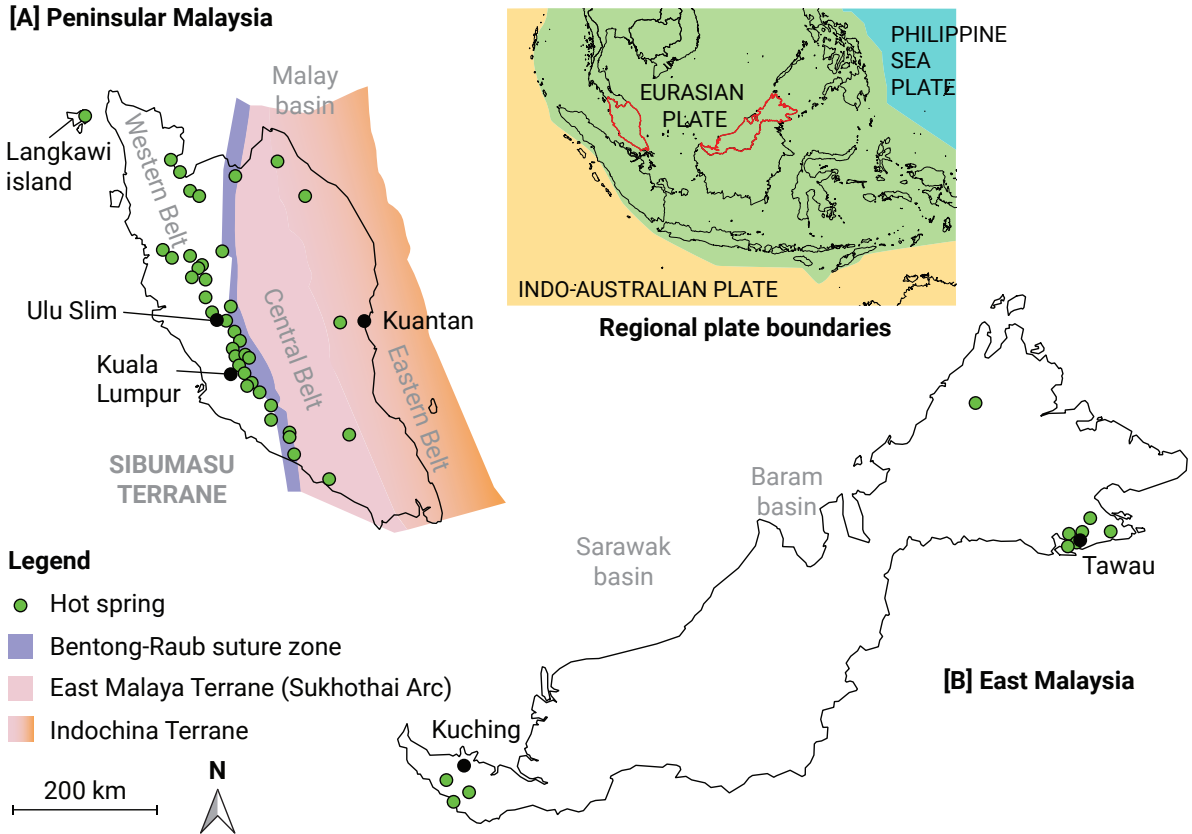 [A] Peninsular Malaysia
Malay
basin
Langkawi
island
Western Belt
Ulu Slim
Kuala
Lumpur
Central Belt
Kuantan
Eastern Belt
SIBUMASU
TERRANE
PHILIPPINE
SEA
PLATE
EURASIAN
PLATE
INDO-AUSTRALIAN PLATE
Regional plate boundaries
Baram
basin
Sarawak
basin
Tawau
[B] East Malaysia
Kuching
Legend
Hot spring
Bentong-Raub suture zone
East Malaya Terrane (Sukhothai Arc)
Indochina Terrane
200 km
N